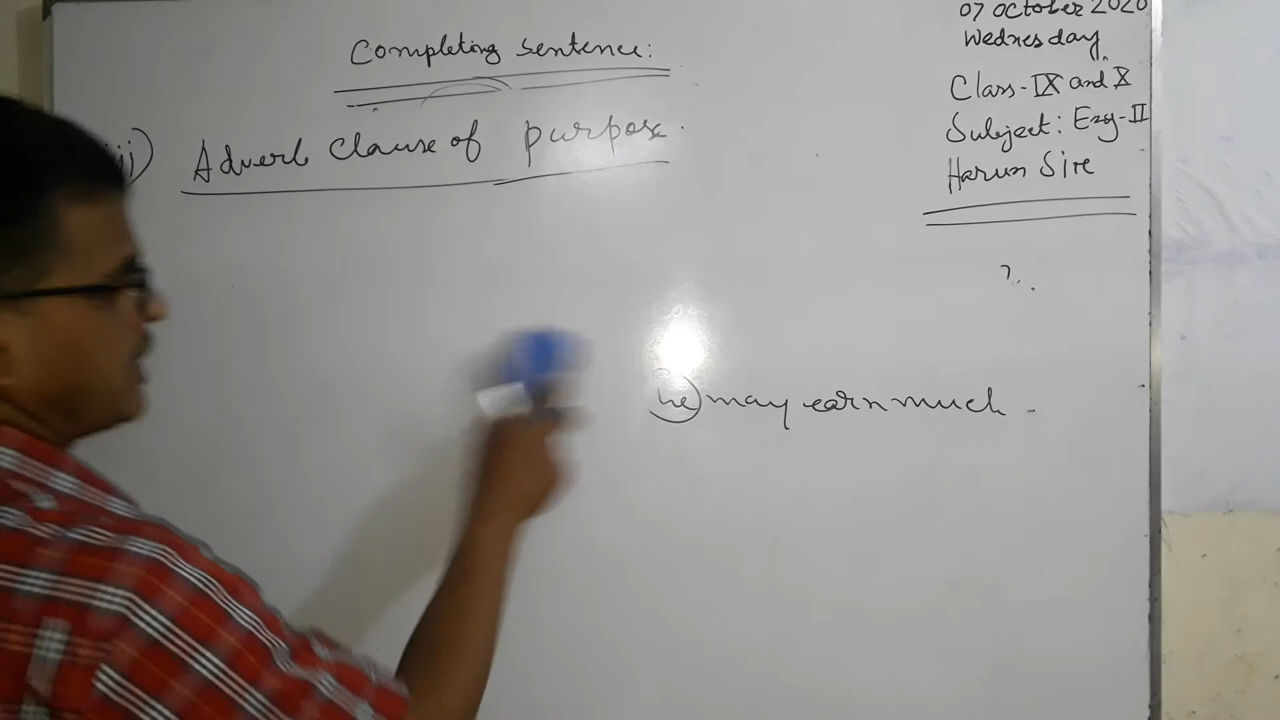 Completing sentence:
Adverb clause of purpose.
07 October 2020
Wednesday
Class-IX and X
Subject: Eng-II
Harun Sir
?..
he) may earn much -